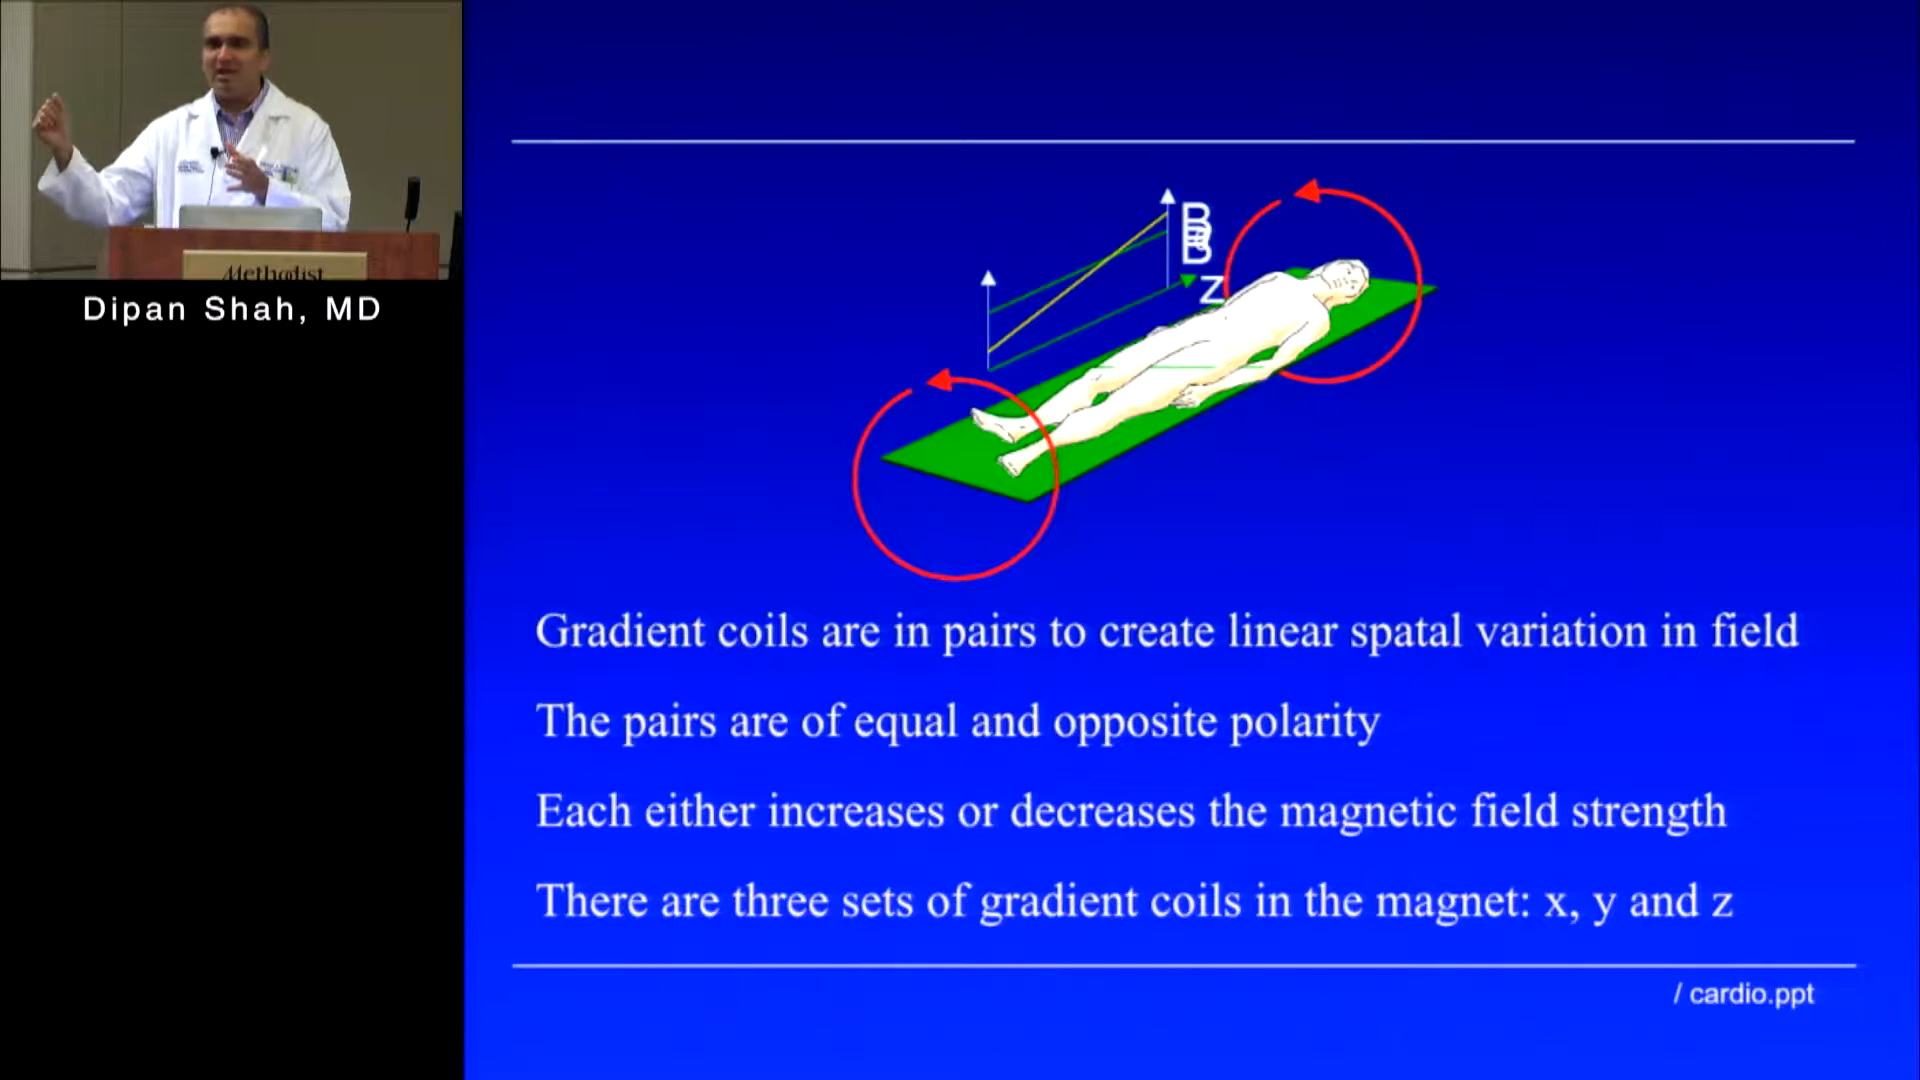 Methodist
Dipan Shah, MD
B
B
z
Gradient coils are in pairs to create linear spatal variation in field
The pairs are of equal and opposite polarity
Each either increases or decreases the magnetic field strength
There are three sets of gradient coils in the magnet: x, y and z
/ cardio.ppt